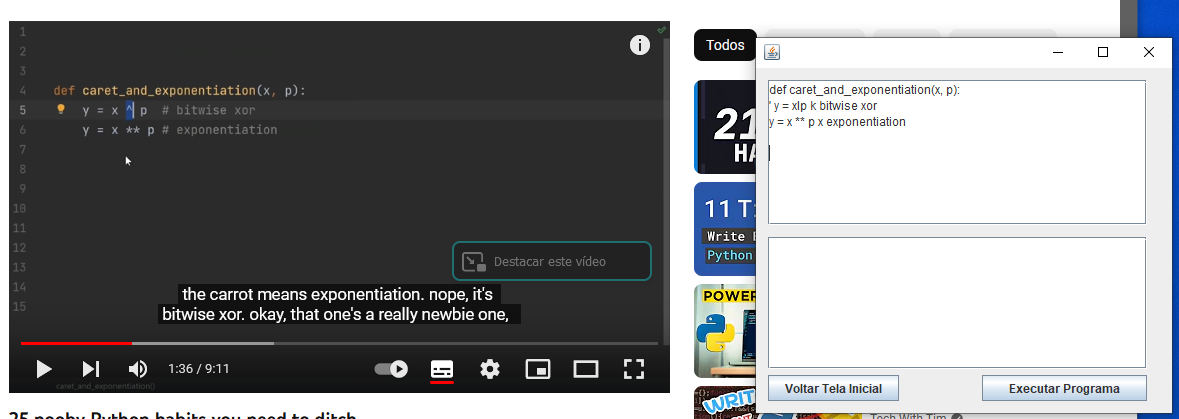 1
2
3
4 def caret_and_exponentiation(x, p):
5 y = x ^ p # bitwise xor
6 y = x ** p # exponentiation
7
8
9
10
11
12
13
14
15
i
Destacar este vídeo
the carrot means exponentiation. nope, it's
bitwise xor. okay, that one's a really newbie one,
1:36 / 9:11
caret_and_exponentiation()
Todos
21
HA
11 T
Write
Python
POWER
WRIT
Tech With Tim
def caret_and_exponentiation(x, p):
' y = xlp k bitwise xor
y = x ** p x exponentiation
Voltar Tela Inicial
Executar Programa
25 nooby Python habits you need to ditch